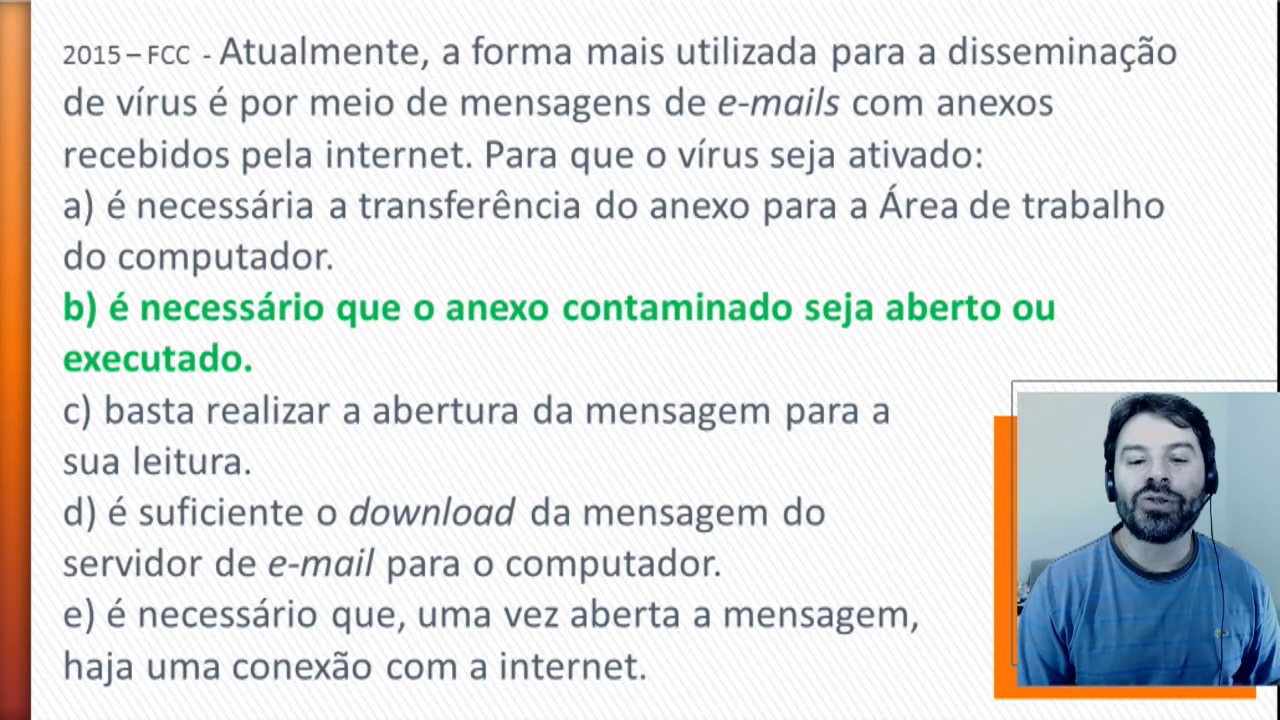 2015 – FCC - Atualmente, a forma mais utilizada para a disseminação
de vírus é por meio de mensagens de e-mails com anexos
recebidos pela internet. Para que o vírus seja ativado:
a) é necessária a transferência do anexo para a Área de trabalho
do computador.
b) é necessário que o anexo contaminado seja aberto ou
executado.
c) basta realizar a abertura da mensagem para a
sua leitura.
d) é suficiente o download da mensagem do
servidor de e-mail para o computador.
e) é necessário que, uma vez aberta a mensagem,
haja uma conexão com a internet.